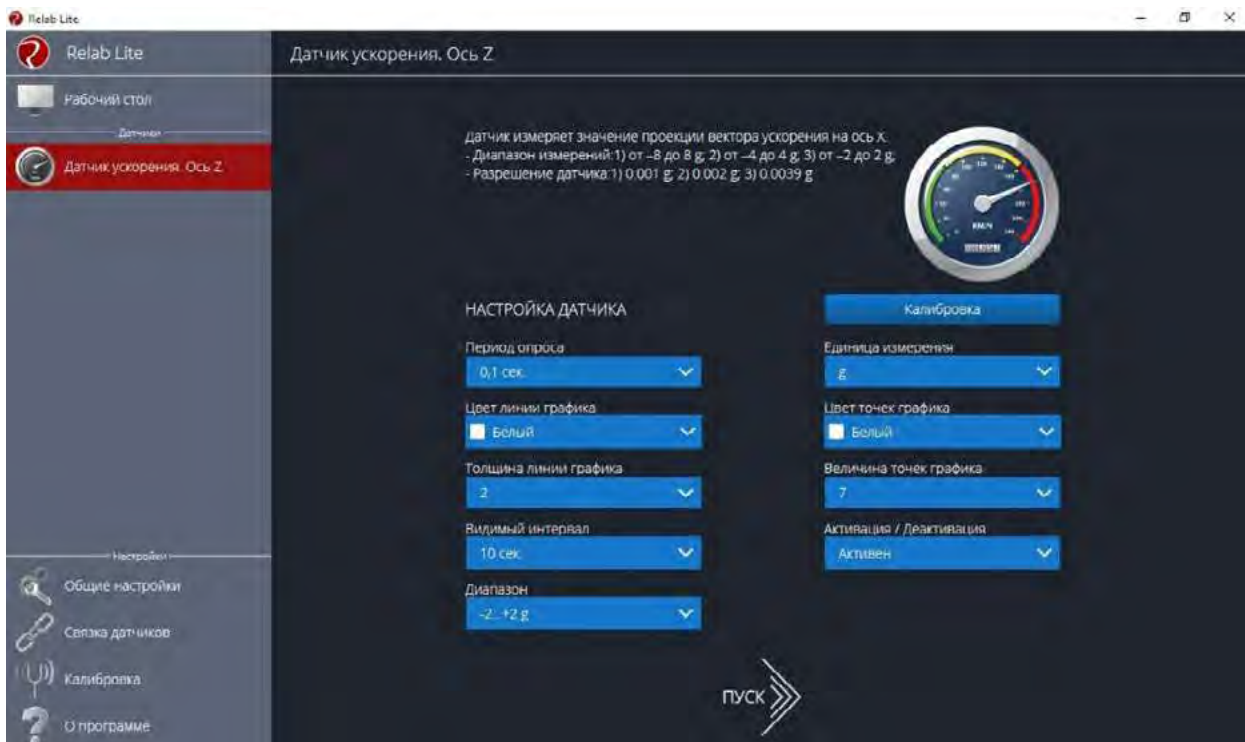 Relab Lite
Relab Lite
Датчик ускорения. Ось Z
Рабочий стол
Датчики
Датчик ускорения. Ось Z
Датчик измеряет значение проекции вектора ускорения на ось X.
- Диапазон измерений:1) от –8 до 8 g; 2) от –4 до 4 g; 3) от –2 до 2 g;
- Разрешение датчика:1) 0.001 g; 2) 0.002 g; 3) 0.0039 g
KM/H
НАСТРОЙКА ДАТЧИКА
Калибровка
Период опроса
Единица измерения
0,1 сек.
g
Цвет линии графика
Цвет точек графика
Белый
Белый
Толщина линии графика
Величина точек графика
2
7
Видимый интервал
Активация / Деактивация
10 сек.
Активен
Диапазон
-2...+2 g
Настройки
Общие настройки
Связка датчиков
Калибровка
О программе
ПУСК